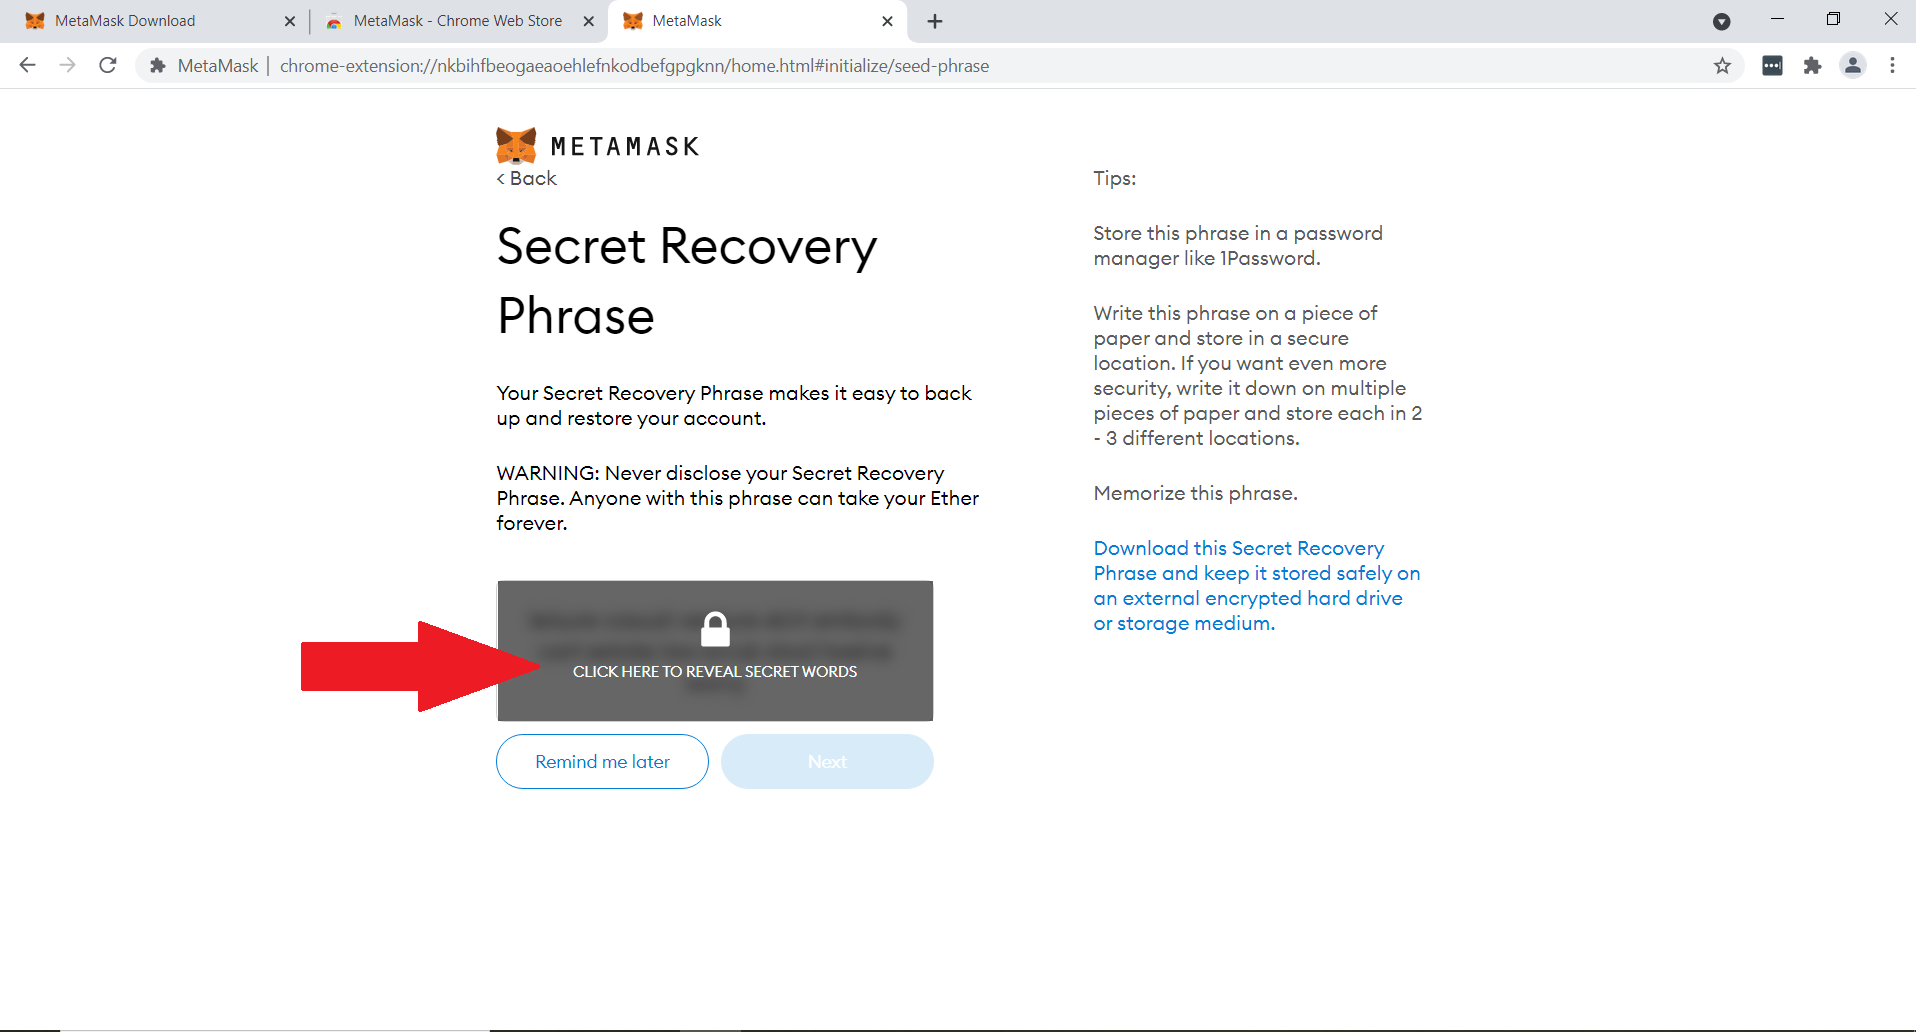 MetaMask Download
MetaMask - Chrome Web Store
MetaMask
MetaMask | chrome-extension://nkbihfbeogaeaoehlefnkodbefgpgknn/home.html#initialize/seed-phrase
METAMASK
< Back
Secret Recovery
Phrase
Your Secret Recovery Phrase makes it easy to back
up and restore your account.
WARNING: Never disclose your Secret Recovery
Phrase. Anyone with this phrase can take your Ether
forever.
CLICK HERE TO REVEAL SECRET WORDS
Remind me later
Next
Tips:
Store this phrase in a password
manager like 1Password.
Write this phrase on a piece of
paper and store in a secure
location. If you want even more
security, write it down on multiple
pieces of paper and store each in 2
- 3 different locations.
Memorize this phrase.
Download this Secret Recovery
Phrase and keep it stored safely on
an external encrypted hard drive
or storage medium.